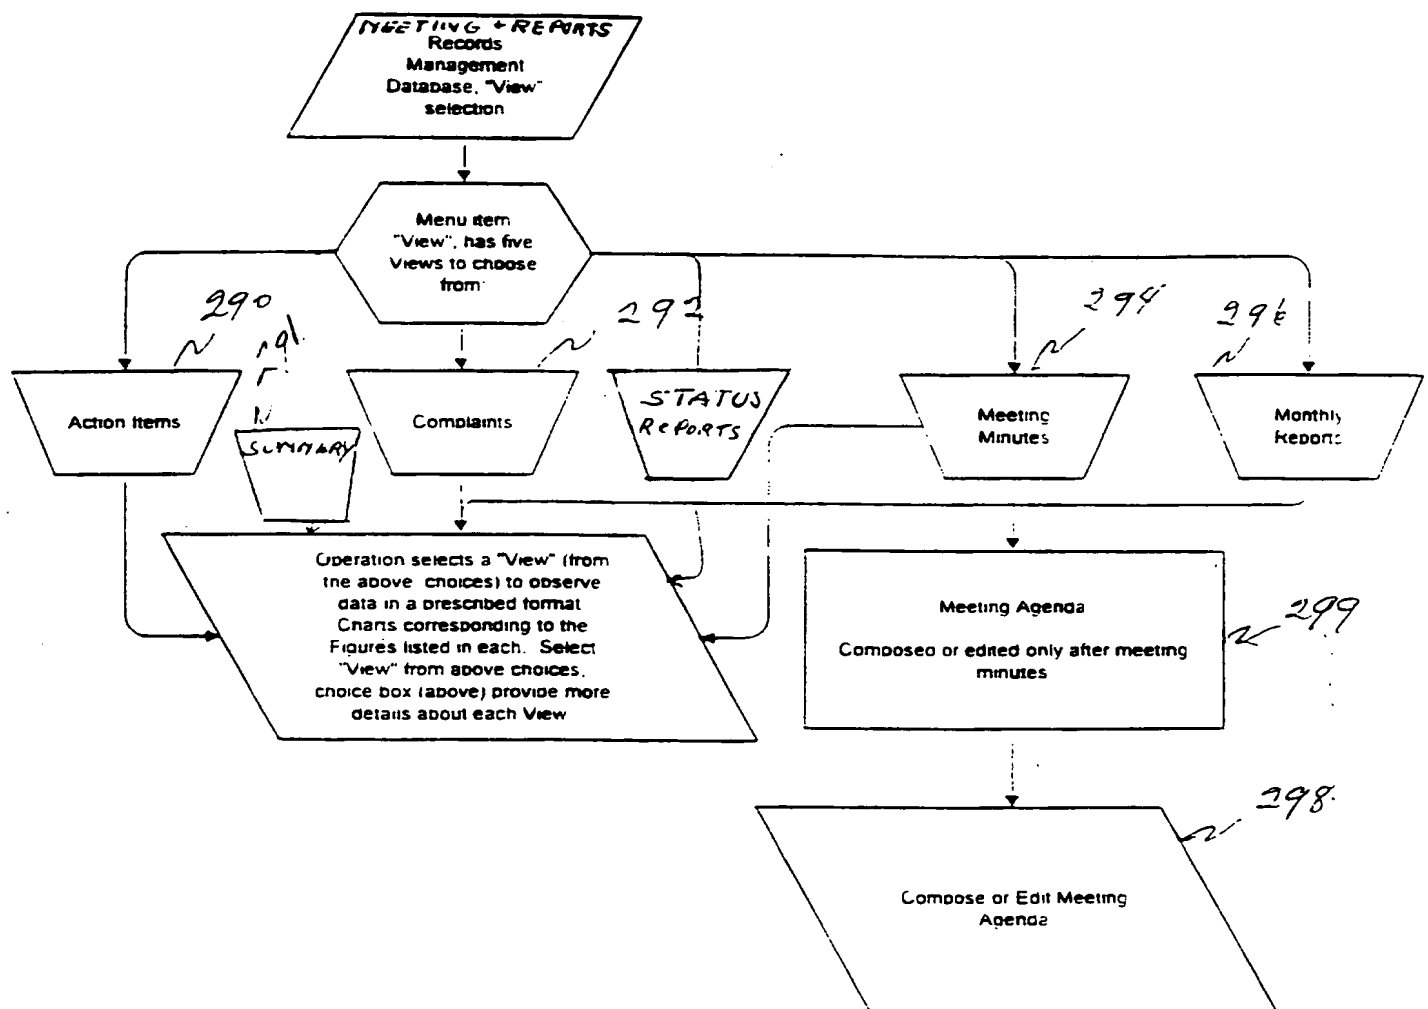 MEETING + REPORTS
Records
Management
Database, "View"
selection
Menu item
"View", has five
Views to choose
from:
290
292
294
Action Items
SUMMARY
Complaints
STATUS
REPORTS
Meeting
Minutes
Monthly
Reports
Operation selects a "View" (from
the above choices) to observe
data in a prescribed format
Charts corresponding to the
Figures listed in each. Select
"View" from above choices,
choice box (above) provide more
details about each View
Meeting Agenda
Composed or edited only after meeting
minutes
299
298
Compose or Edit Meeting
Agenda